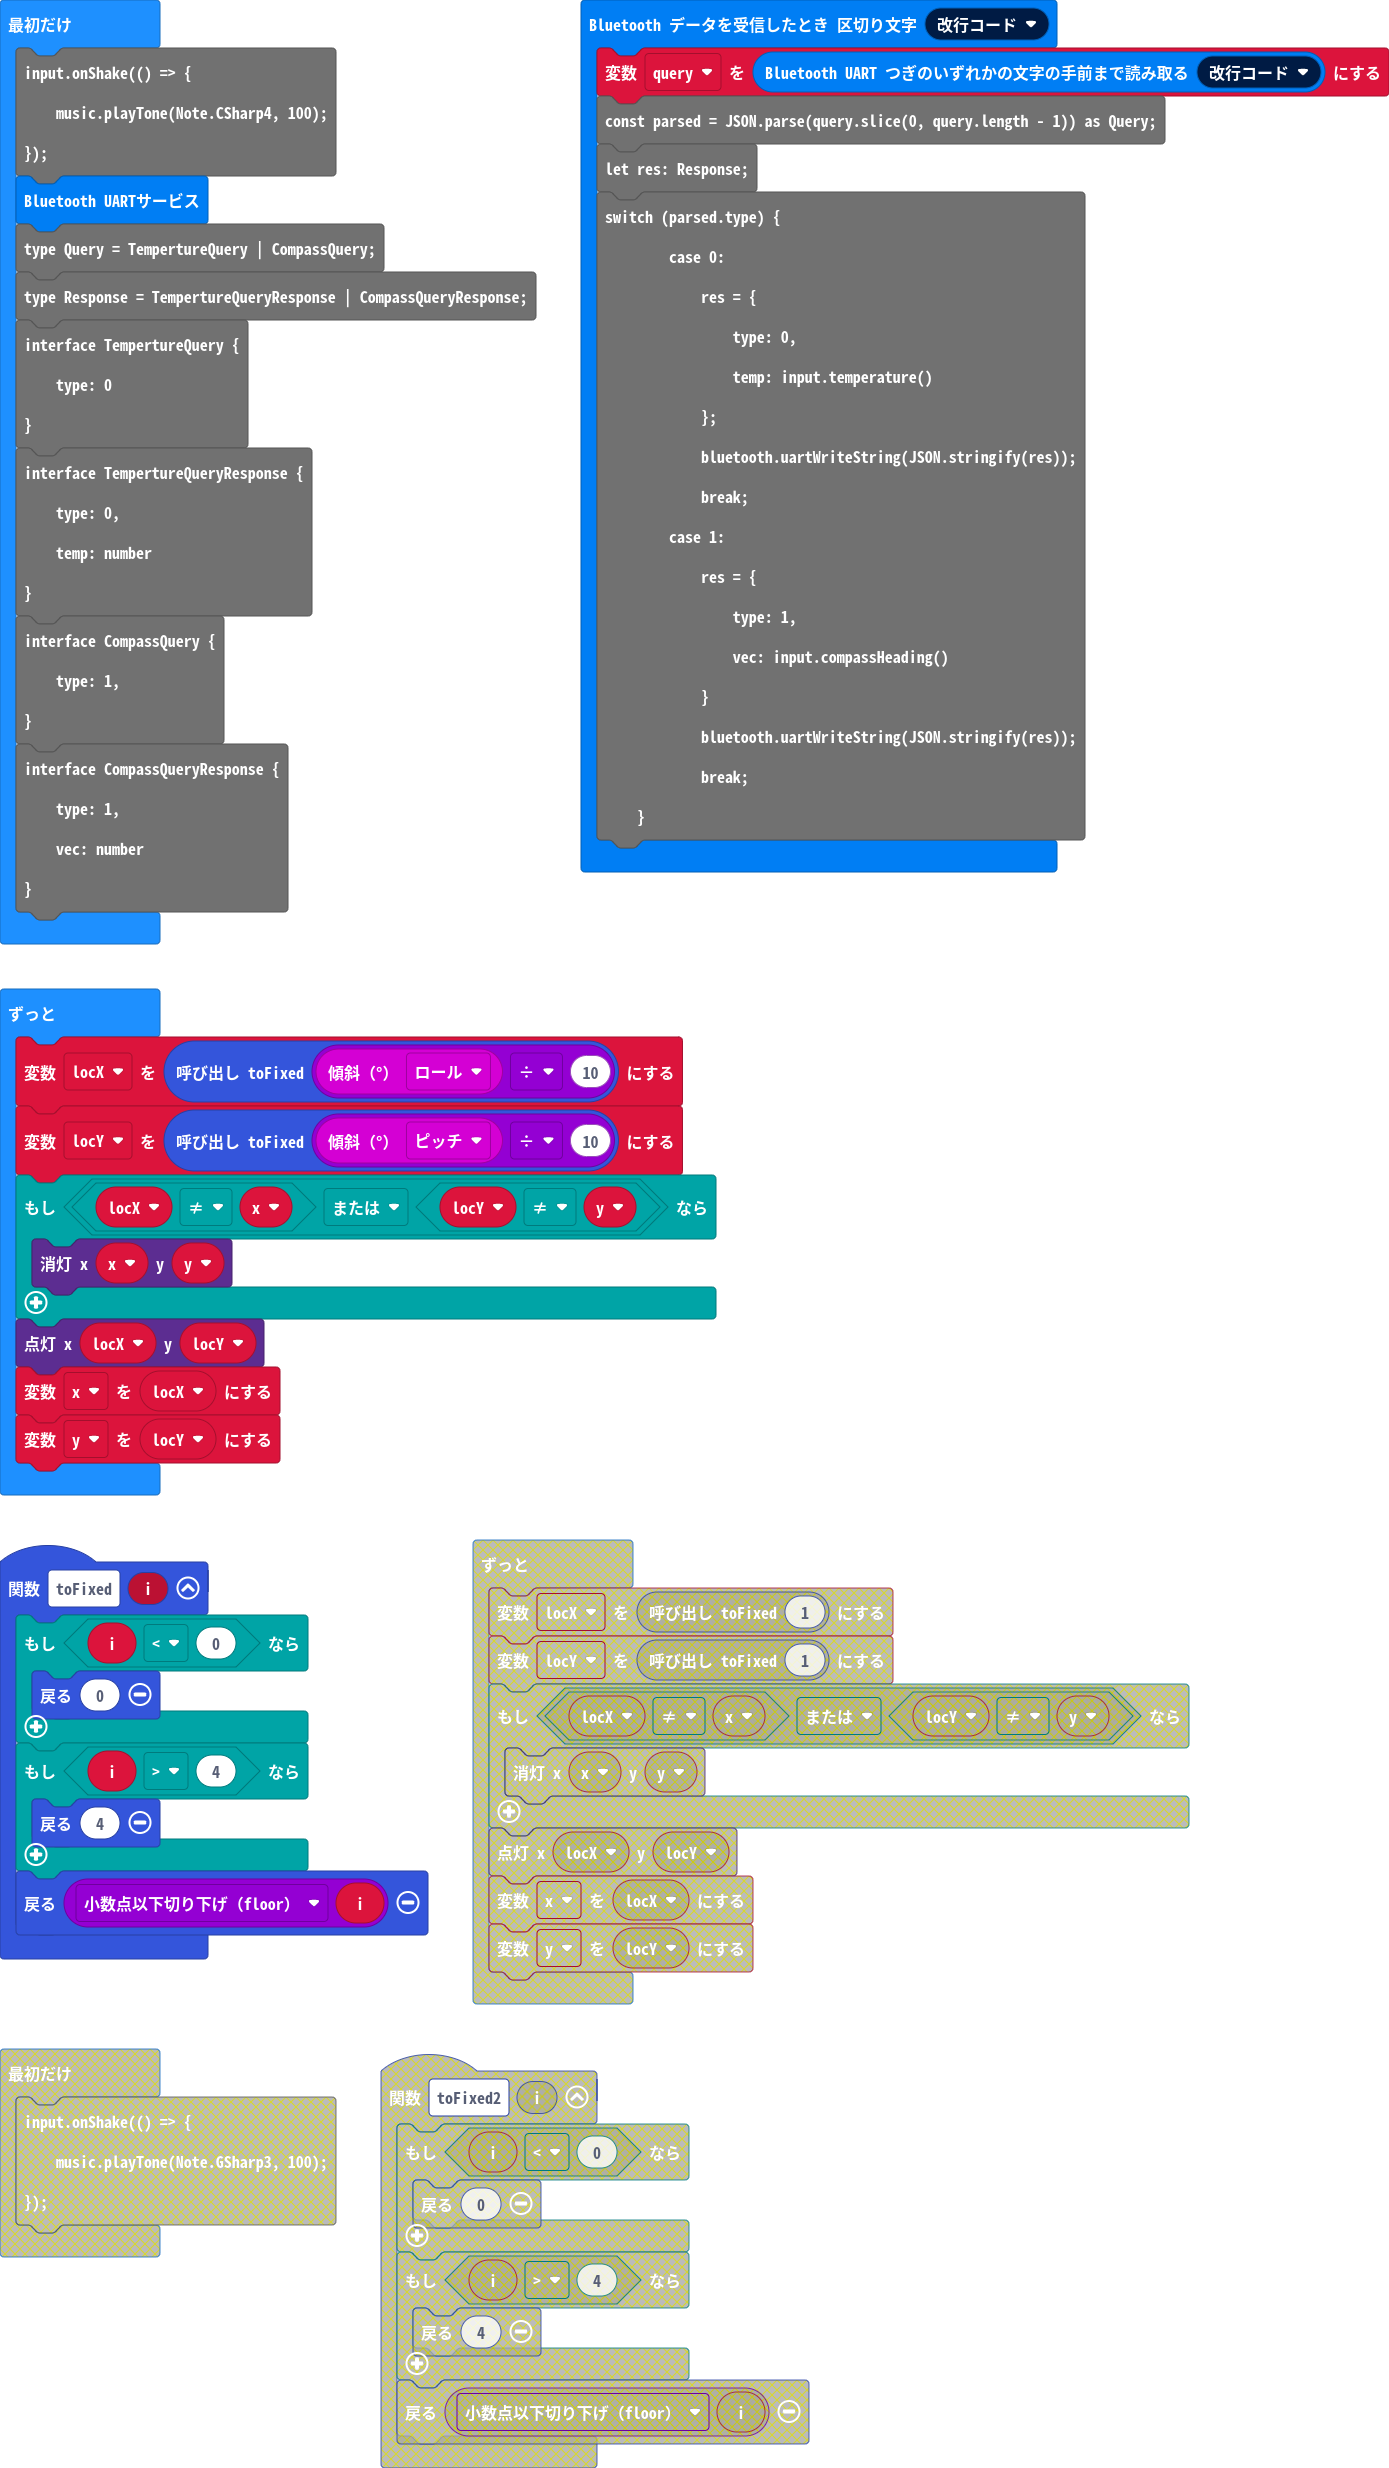 最初だけ
input.onShake(() => {
music.playTone(Note.CSharp4, 100);
});
Bluetooth UARTサービス
type Query = TempertureQuery | CompassQuery;
type Response = TempertureQueryResponse | CompassQueryResponse;
interface TempertureQuery {
type: 0
}
interface TempertureQueryResponse {
type: 0,
temp: number
}
interface CompassQuery {
type: 1,
}
interface CompassQueryResponse {
type: 1,
vec: number
}
Bluetooth データを受信したとき 区切り文字 改行コード
変数 query を Bluetooth UART つぎのいずれかの文字の手前まで読み取る 改行コード にする
const parsed = JSON.parse(query.slice(0, query.length - 1)) as Query;
let res: Response;
switch (parsed.type) {
case 0:
res = {
type: 0,
temp: input.temperature()
};
bluetooth.uartWriteString(JSON.stringify(res));
break;
case 1:
res = {
type: 1,
vec: input.compassHeading()
}
bluetooth.uartWriteString(JSON.stringify(res));
break;
}
ずっと
変数 locX を 呼び出し toFixed 傾斜（°） ロール ÷ 10 にする
変数 locY を 呼び出し toFixed 傾斜（°） ピッチ ÷ 10 にする
もし locX ≠ x または locY ≠ y なら
消灯 x x y y
点灯 x locX y locY
変数 x を locX にする
変数 y を locY にする
関数 toFixed i
もし i < 0 なら
戻る 0
もし i > 4 なら
戻る 4
戻る 小数点以下切り下げ（floor） i
ずっと
変数 locX を 呼び出し toFixed 1 にする
変数 locY を 呼び出し toFixed 1 にする
もし locX ≠ x または locY ≠ y なら
消灯 x x y y
点灯 x locX y locY
変数 x を locX にする
変数 y を locY にする
最初だけ
input.onShake(() => {
music.playTone(Note.GSharp3, 100);
});
関数 toFixed2 i
もし i < 0 なら
戻る 0
もし i > 4 なら
戻る 4
戻る 小数点以下切り下げ（floor） i